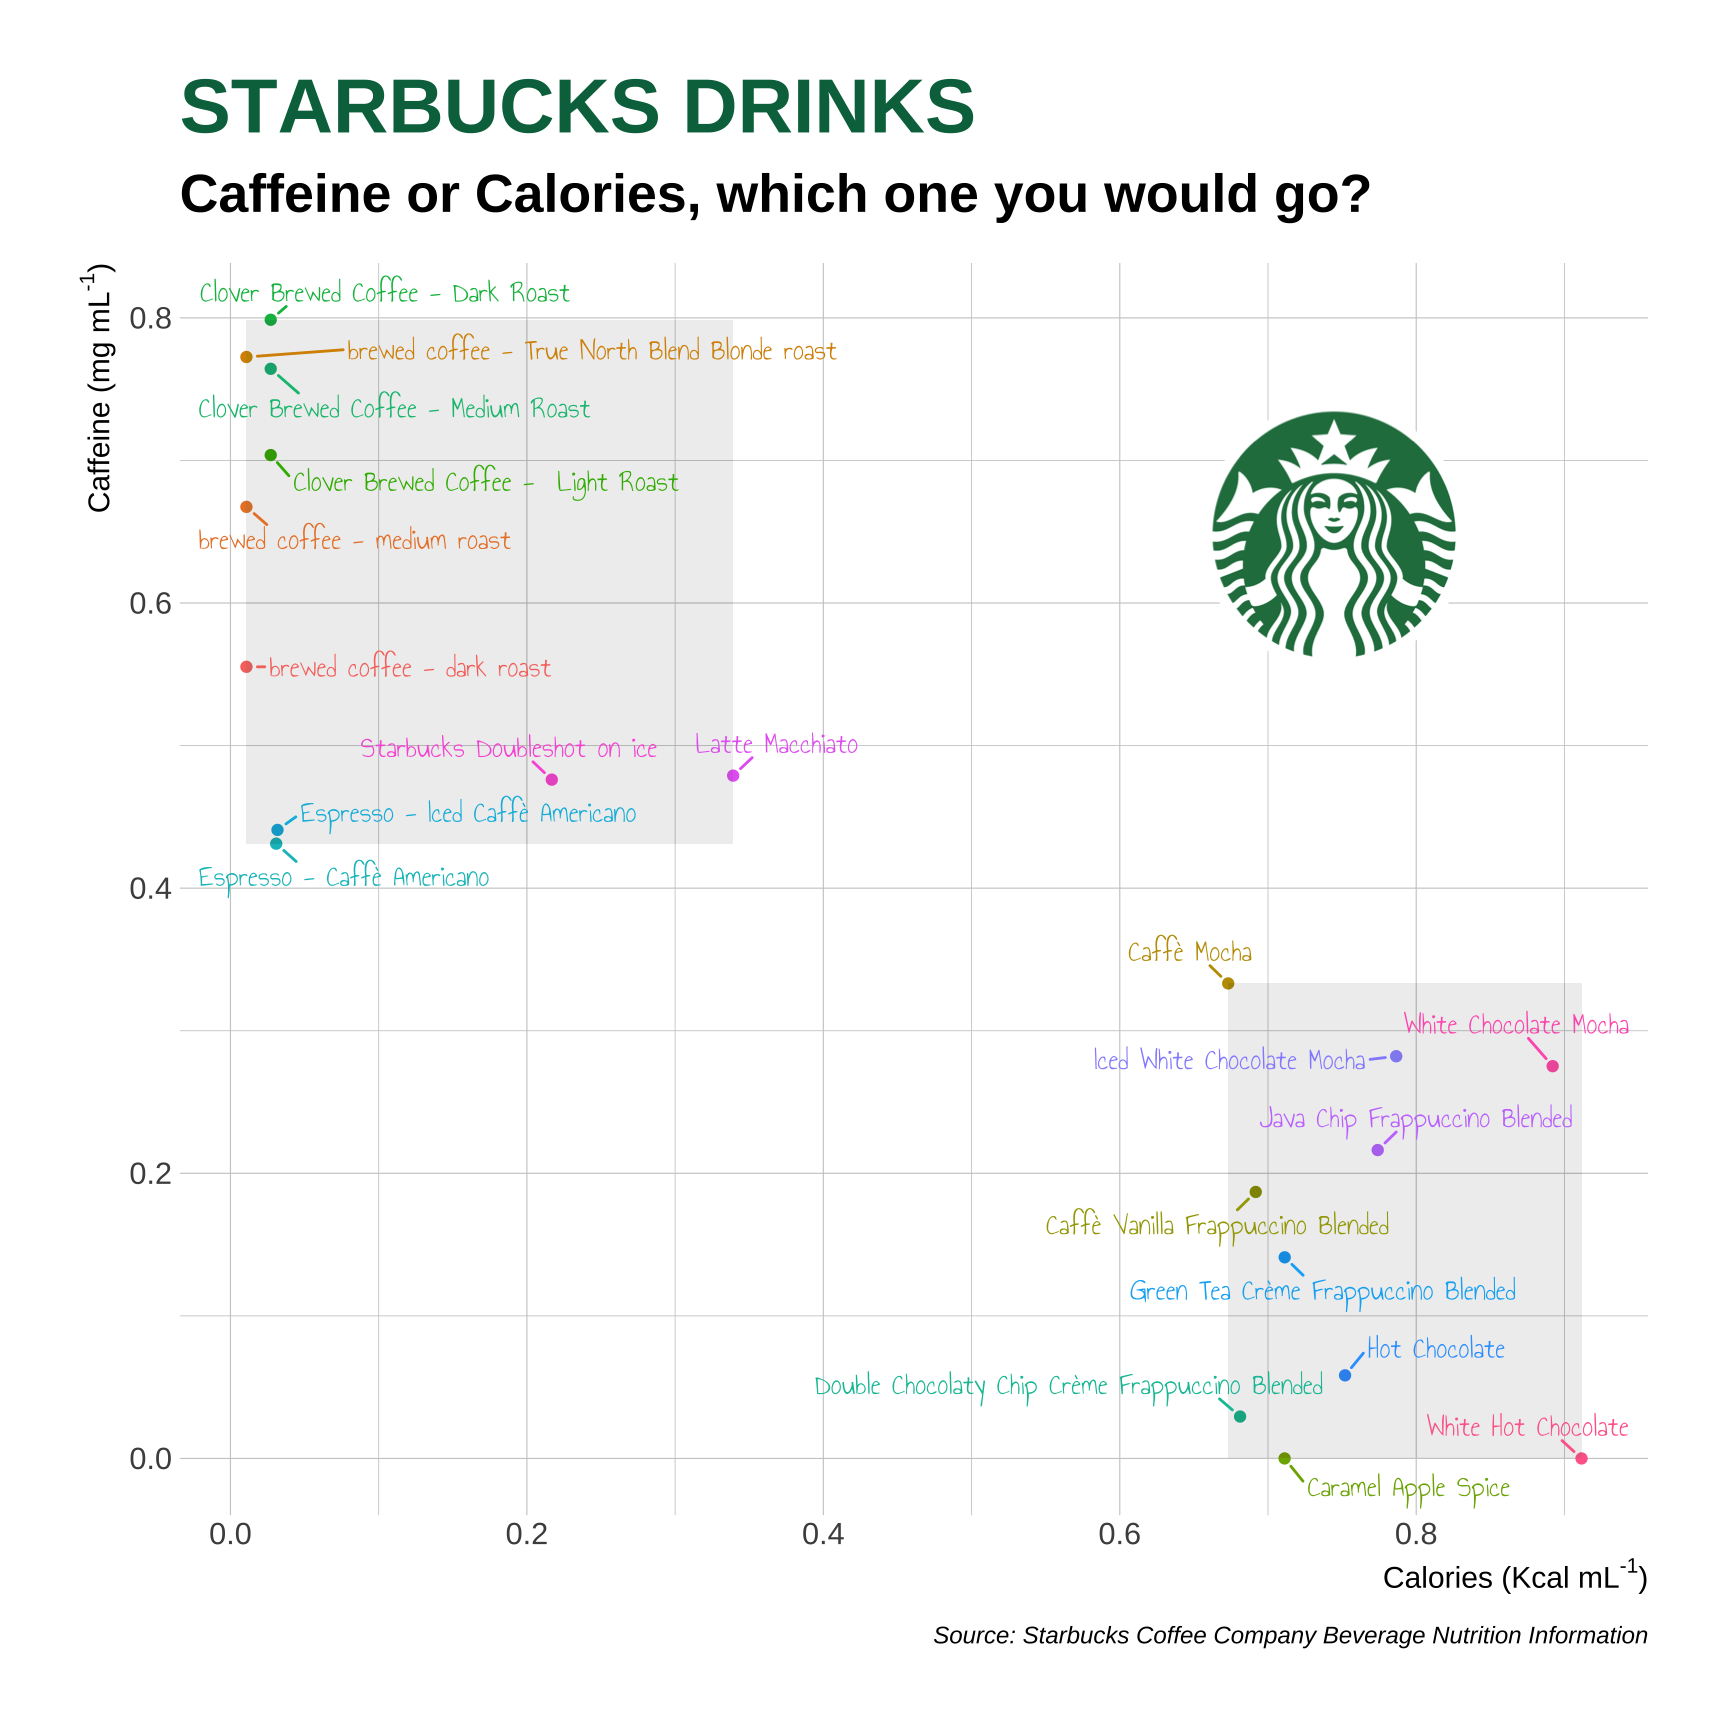 STARBUCKS DRINKS
Caffeine or Calories, which one you would go?
Caffeine (mg mL⁻¹)
0.8
0.6
0.4
0.2
0.0
Clover Brewed Coffee - Dark Roast
brewed coffee - True North Blend Blonde roast
Clover Brewed Coffee - Medium Roast
Clover Brewed Coffee -  Light Roast
brewed coffee - medium roast
brewed coffee - dark roast
Starbucks Doubleshot on ice
Latte Macchiato
Espresso - Iced Caffè Americano
Espresso - Caffè Americano
Caffè Mocha
White Chocolate Mocha
Iced White Chocolate Mocha
Java Chip Frappuccino Blended
Caffè Vanilla Frappuccino Blended
Green Tea Crème Frappuccino Blended
Hot Chocolate
Double Chocolaty Chip Crème Frappuccino Blended
White Hot Chocolate
Caramel Apple Spice
0.0 0.2 0.4 0.6 0.8
Calories (Kcal mL⁻¹)
Source: Starbucks Coffee Company Beverage Nutrition Information